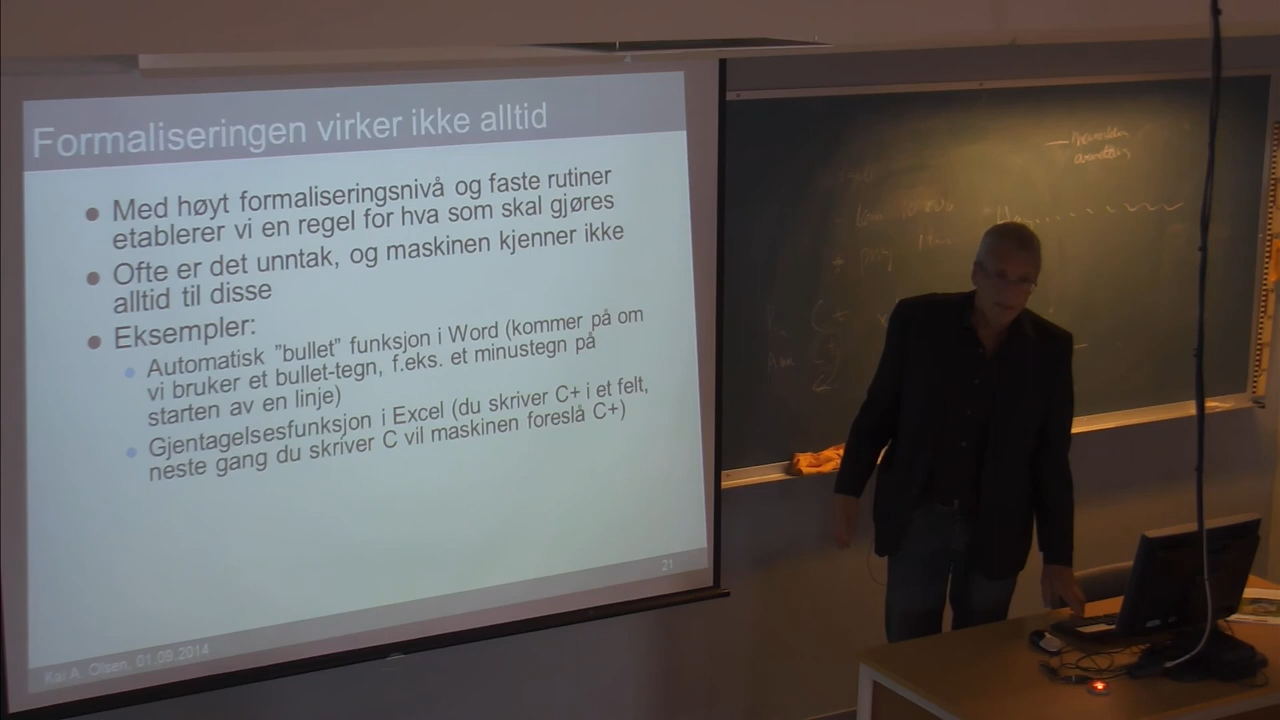 Formaliseringen virker ikke alltid
Med høyt formaliseringsnivå og faste rutiner
etablerer vi en regel for hva som skal gjøres
Ofte er det unntak, og maskinen kjenner ikke
alltid til disse
Eksempler:
Automatisk ”bullet” funksjon i Word (kommer på om
vi bruker et bullet-tegn, f.eks. et minustegn på
starten av en linje)
Gjentagelsesfunksjon i Excel (du skriver C+ i et felt,
neste gang du skriver C vil maskinen foreslå C+)
21
Kai A. Olsen, 01.09.2014